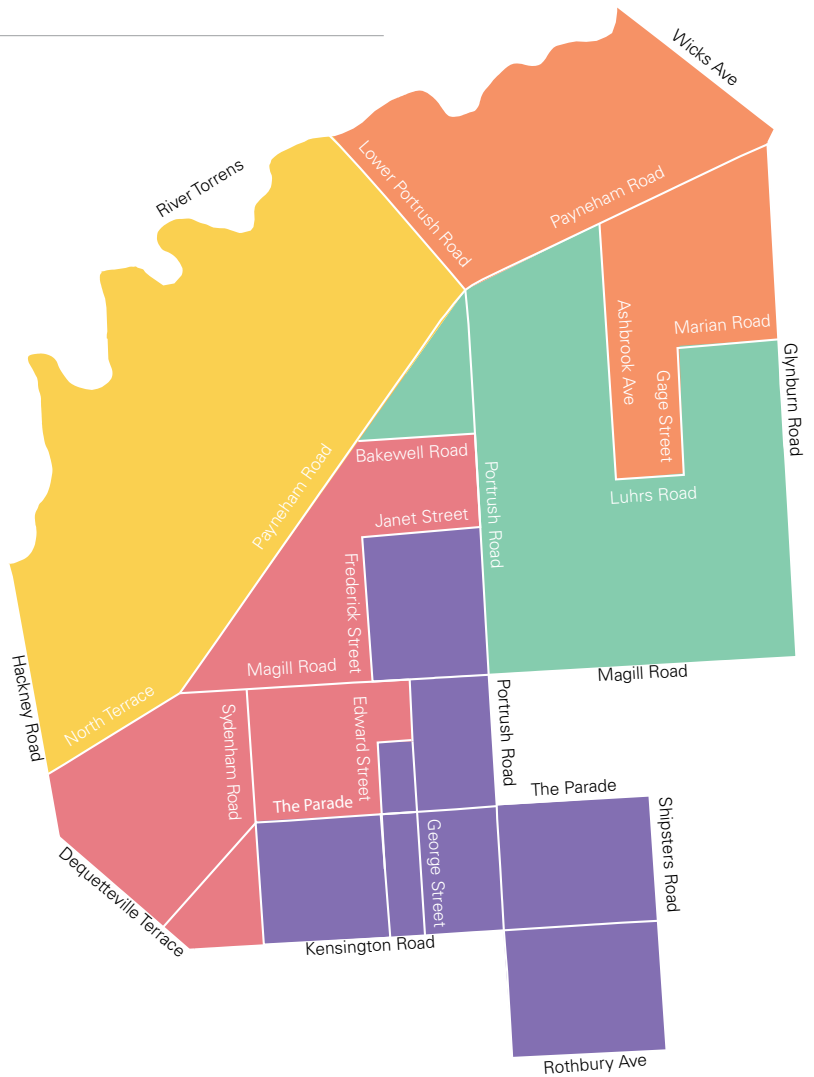 Wicks Ave
River Torrens
Lower Portrush Road
Payneham Road
Ashbrook Ave
Marian Road
Gage Street
Glynburn Road
Luhrs Road
Bakewell Road
Payneham Road
Portrush Road
Janet Street
Frederick Street
Magill Road
Magill Road
Hackney Road
North Terrace
Sydenham Road
Edward Street
Portrush Road
The Parade
The Parade
Shipsters Road
George Street
Dequetteville Terrace
Kensington Road
Rothbury Ave